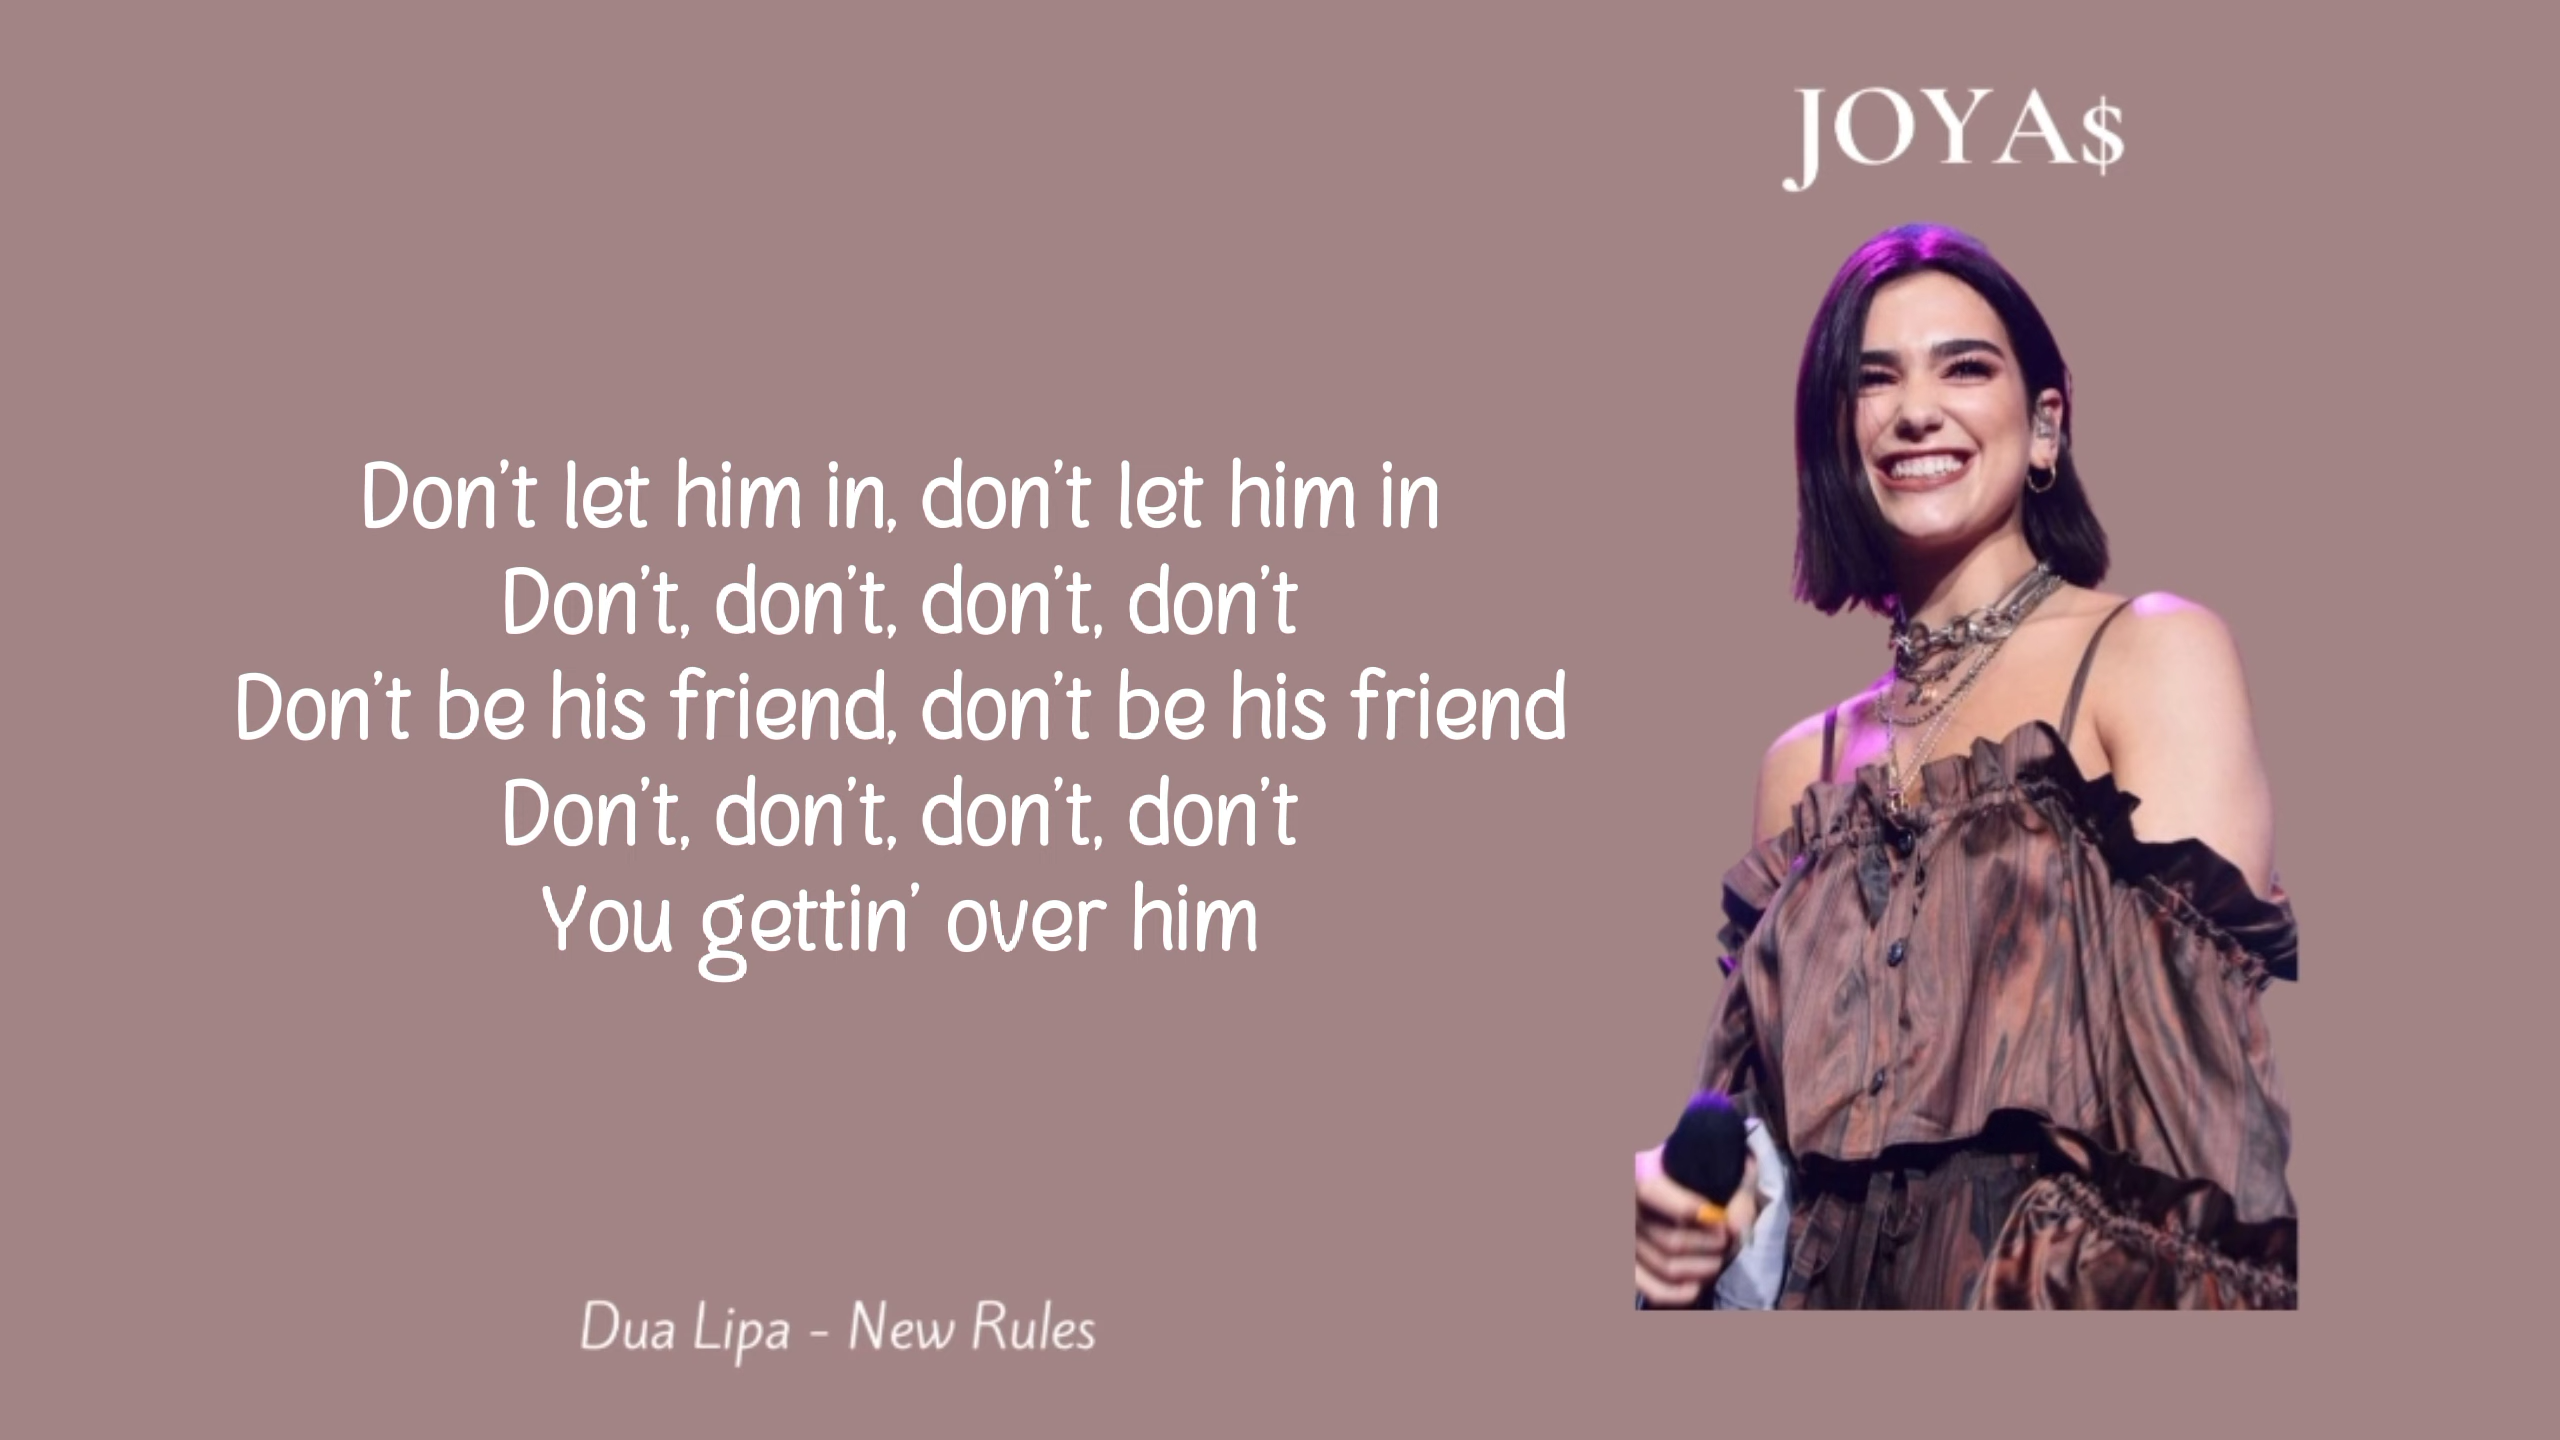 JOYA$
Don't let him in, don't let him in
Don't, don't, don't, don't
Don't be his friend, don't be his friend
Don't, don't, don't, don't
You gettin' over him
Dua Lipa - New Rules